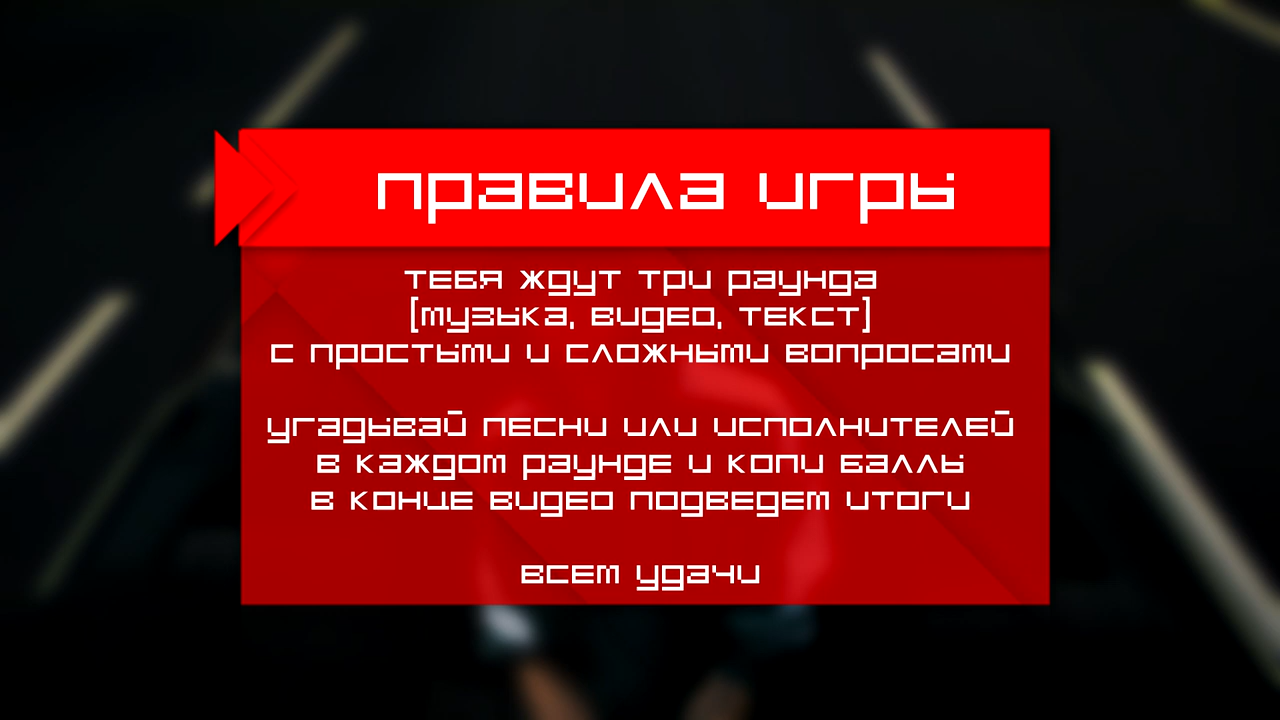 правила игры
тебя ждут три раунда
[музыка, видео, текст]
с простыми и сложными вопросами
угадывай песни или исполнителей
в каждом раунде и копи баллы
в конце видео подведем итоги
всем удачи